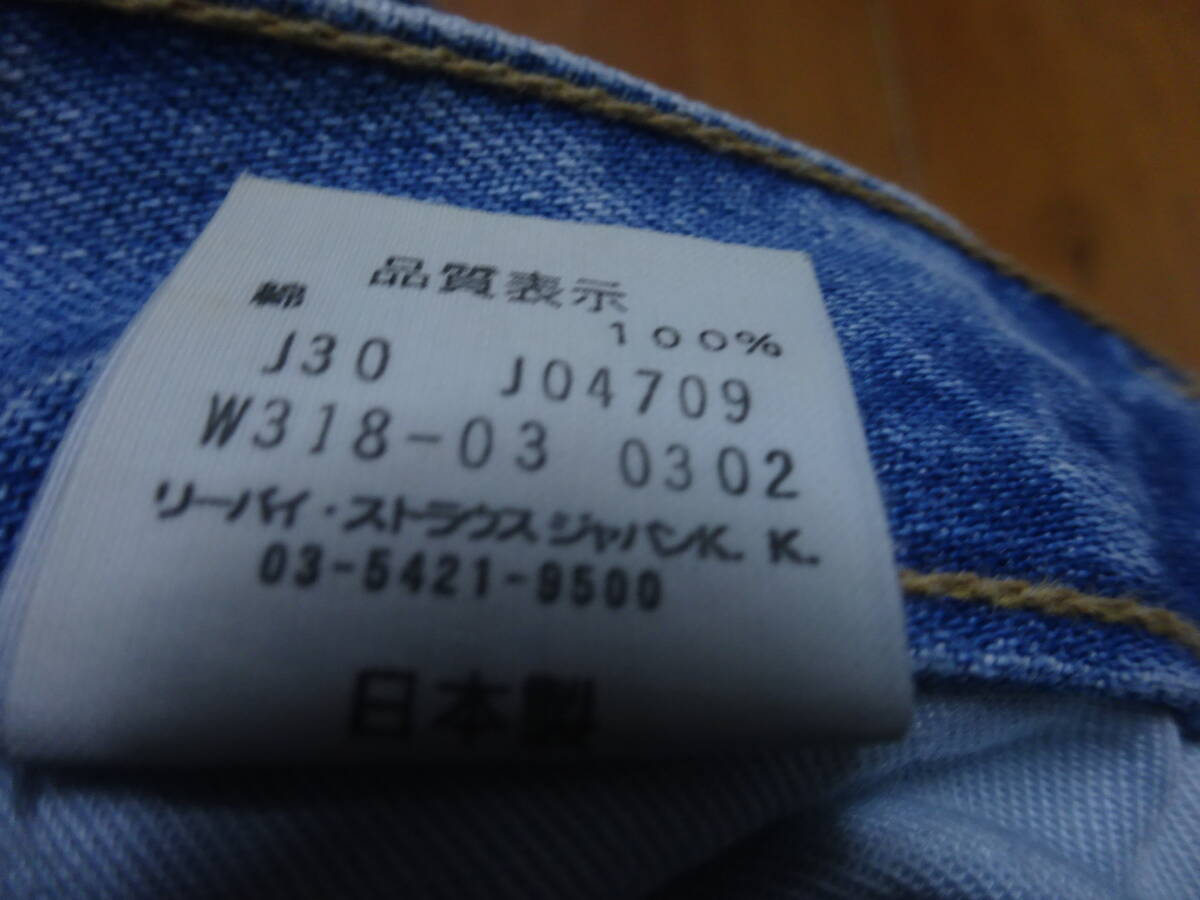 品質表示
綿 100%
J30 J04709
W318-03 0302
リーバイ・ストラウスジャパンK.K.
03-5421-9500
日本製